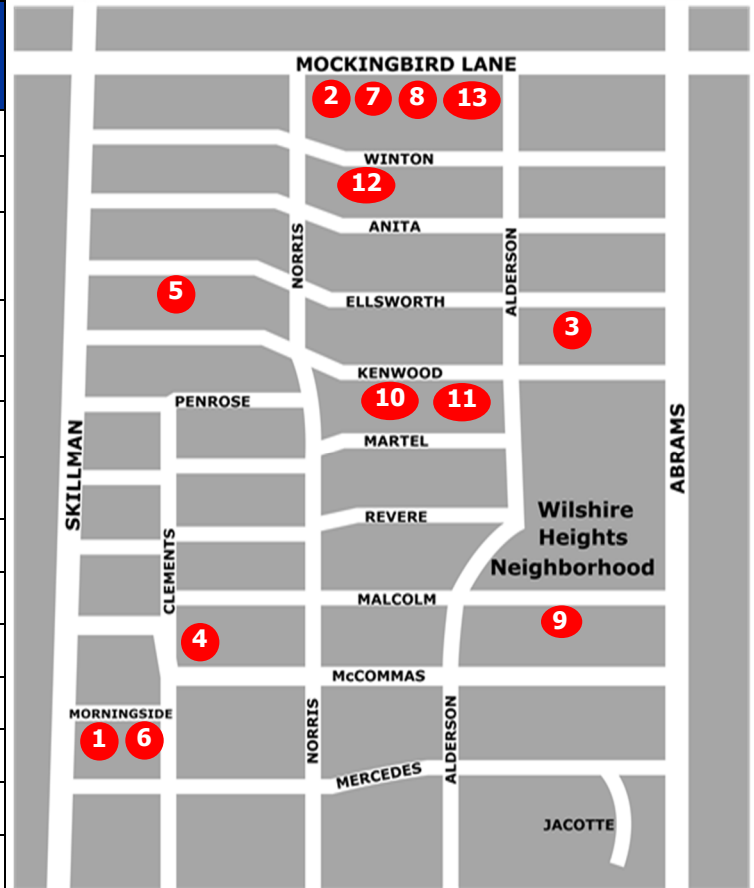 MOCKINGBIRD LANE
2 7 8 13
WINTON
12
ANITA
NORRIS
ALDERSON
5
ELLSWORTH
3
KENWOOD
10 11
PENROSE
MARTEL
SKILLMAN
ABRAMS
REVERE
Wilshire
Heights
Neighborhood
CLEMENTS
MALCOLM
9
4
McCOMMAS
MORNINGSIDE
1 6
NORRIS
ALDERSON
MERCEDES
JACOTTE